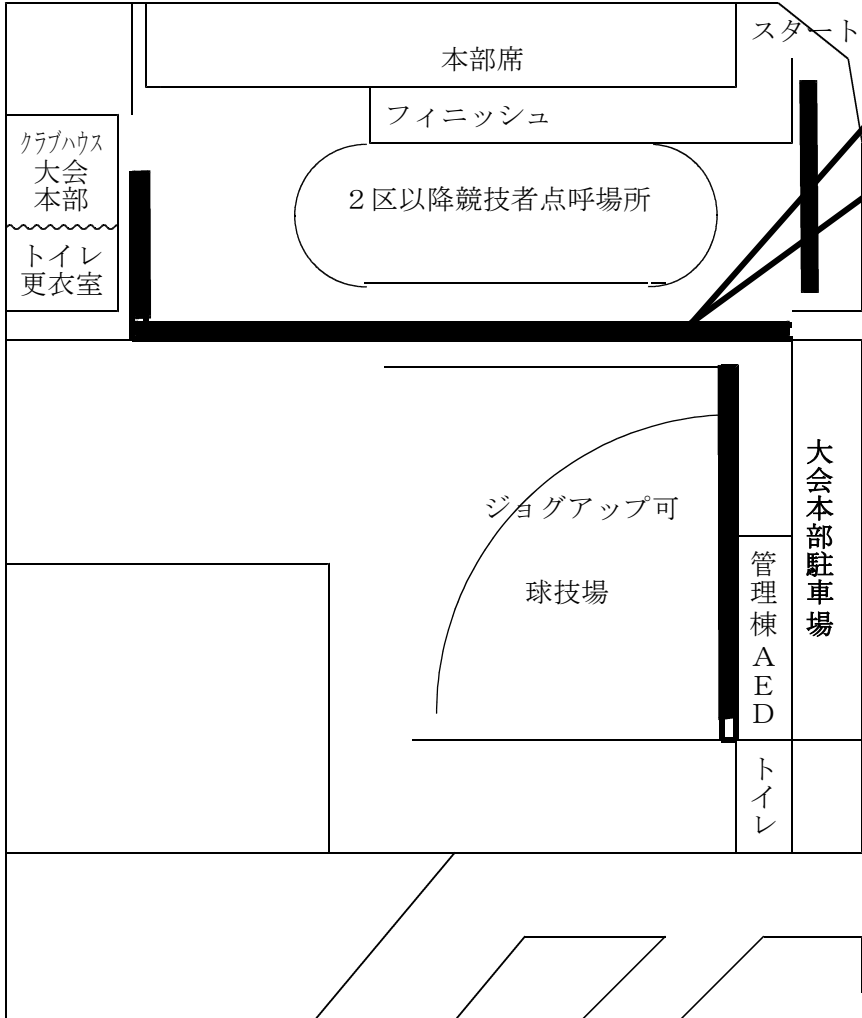 スタート
本部席
フィニッシュ
クラブハウス
大会
本部
２区以降競技者点呼場所
トイレ
更衣室
ジョグアップ可
球技場
大会本部駐車場
管理棟ＡＥＤ
トイレ